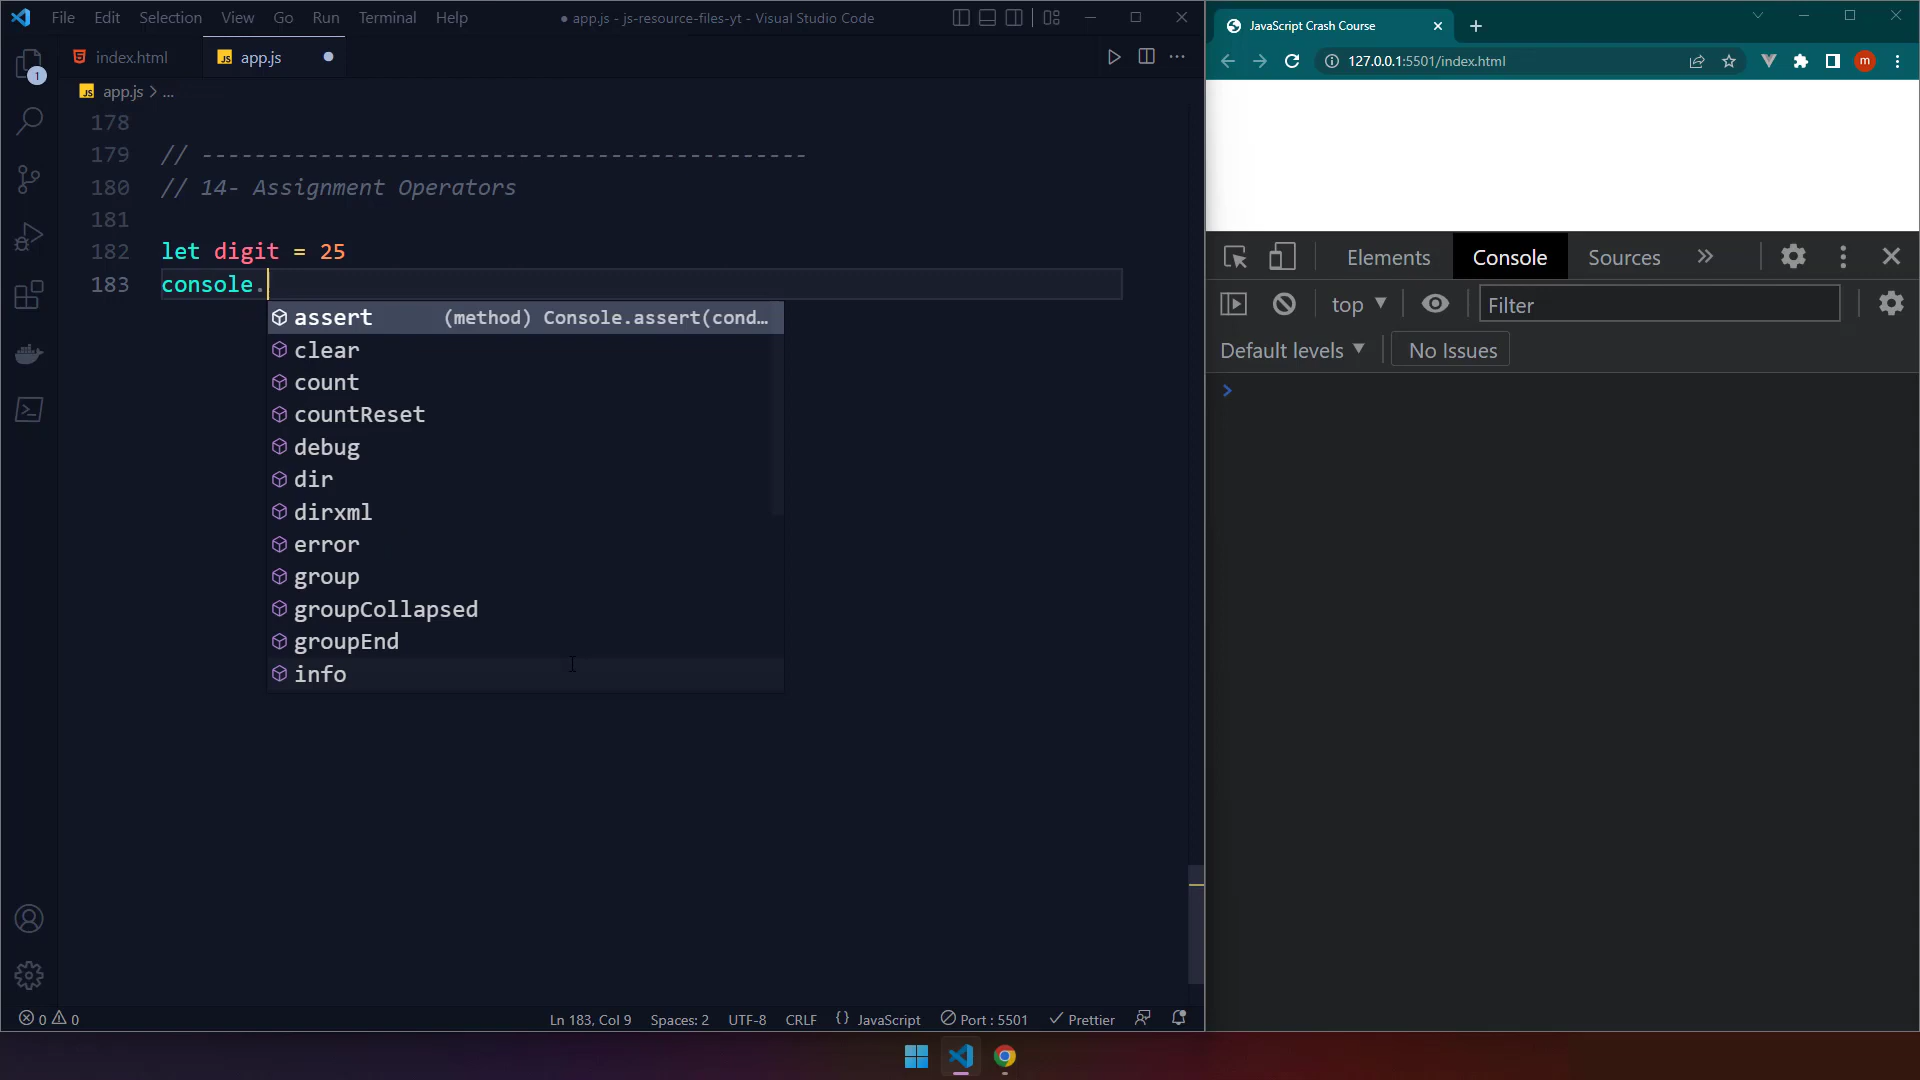 File Edit Selection View Go Run Terminal Help
● app.js - js-resource-files-yt - Visual Studio Code
index.html
JS app.js
JS app.js > ...
1
178
179 // -----------------------------------------------
180 // 14- Assignment Operators
181
182 let digit = 25
183 console.
assert (method) Console.assert(cond…
clear
count
countReset
debug
dir
dirxml
error
group
groupCollapsed
groupEnd
info
0 0
Ln 183, Col 9 Spaces: 2 UTF-8 CRLF {} JavaScript Port : 5501 Prettier
JavaScript Crash Course
127.0.0.1:5501/index.html
m
Elements Console Sources
top Filter
Default levels No Issues